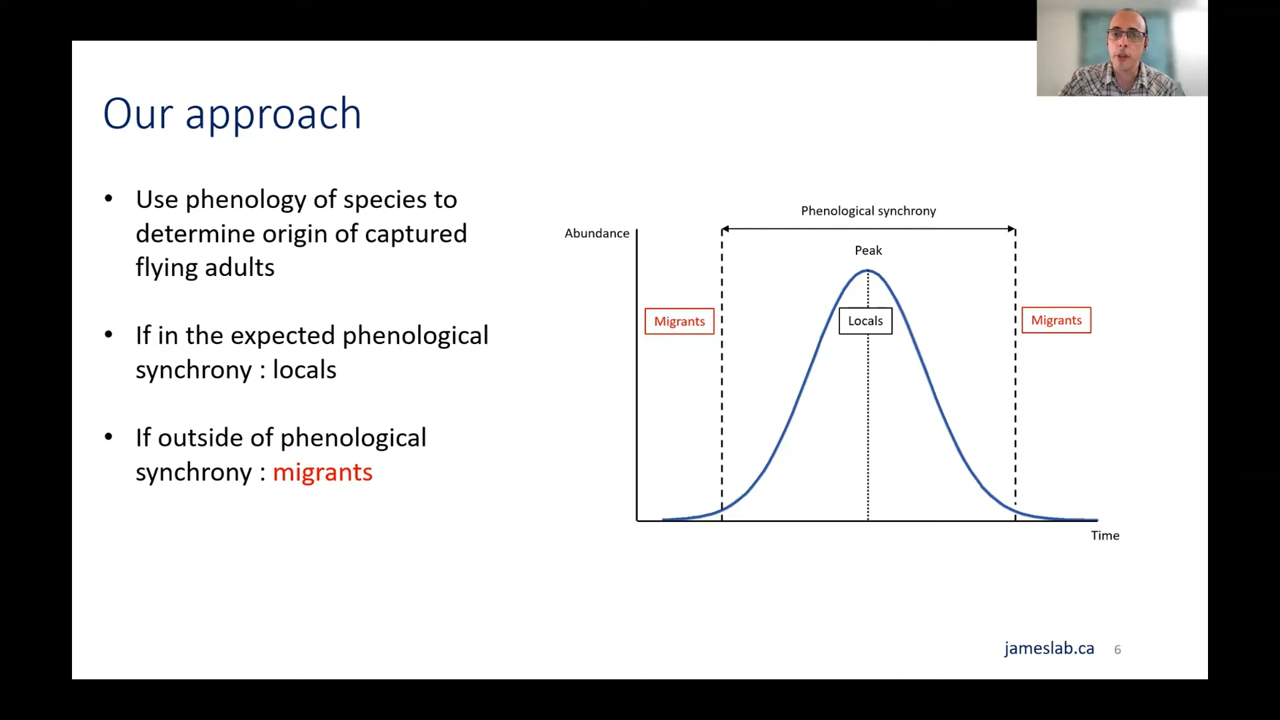 Our approach
• Use phenology of species to
determine origin of captured
flying adults
• If in the expected phenological
synchrony : locals
• If outside of phenological
synchrony : migrants
Phenological synchrony
Abundance
Peak
Migrants
Locals
Migrants
Time
jameslab.ca 6